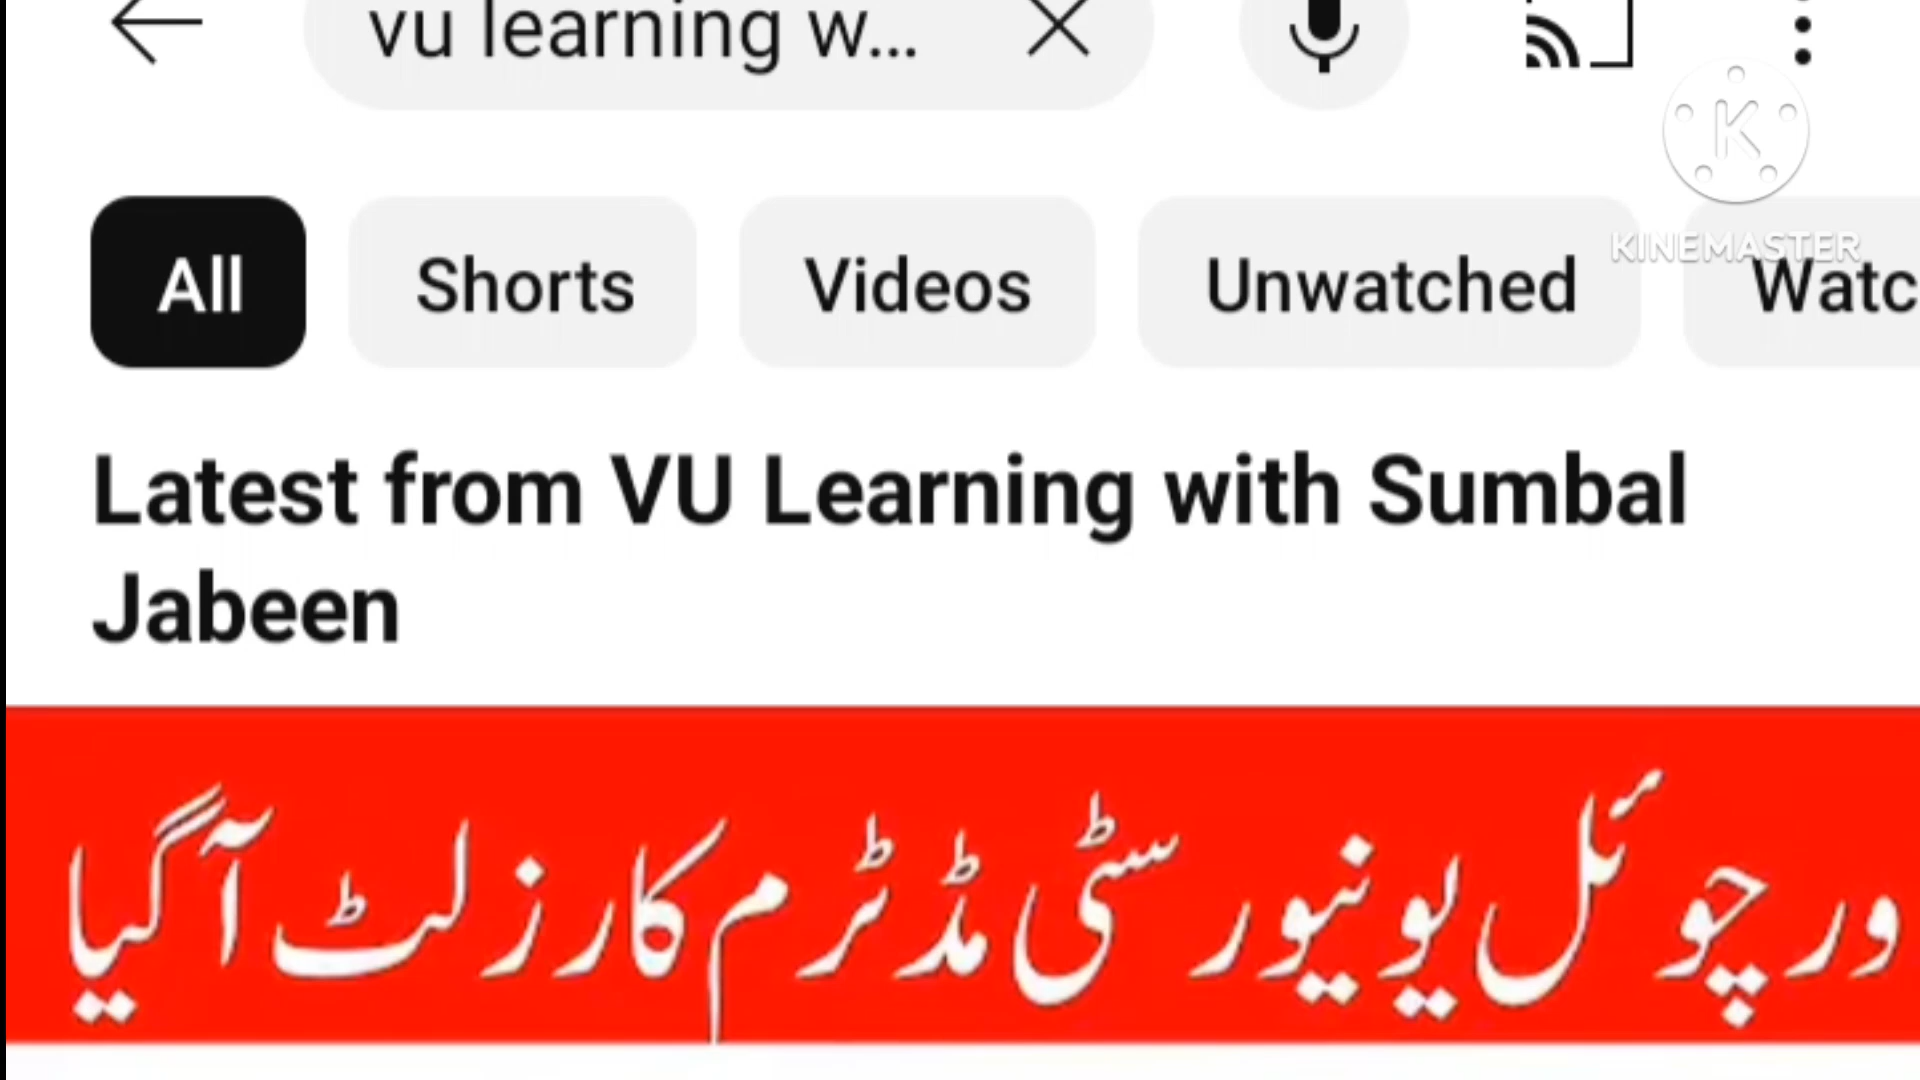 vu learning w...
All Shorts Videos Unwatched Watc
KINEMASTER
Latest from VU Learning with Sumbal
Jabeen
ورچوئل یونیورسٹی مڈٹرم کا رزلٹ آگیا